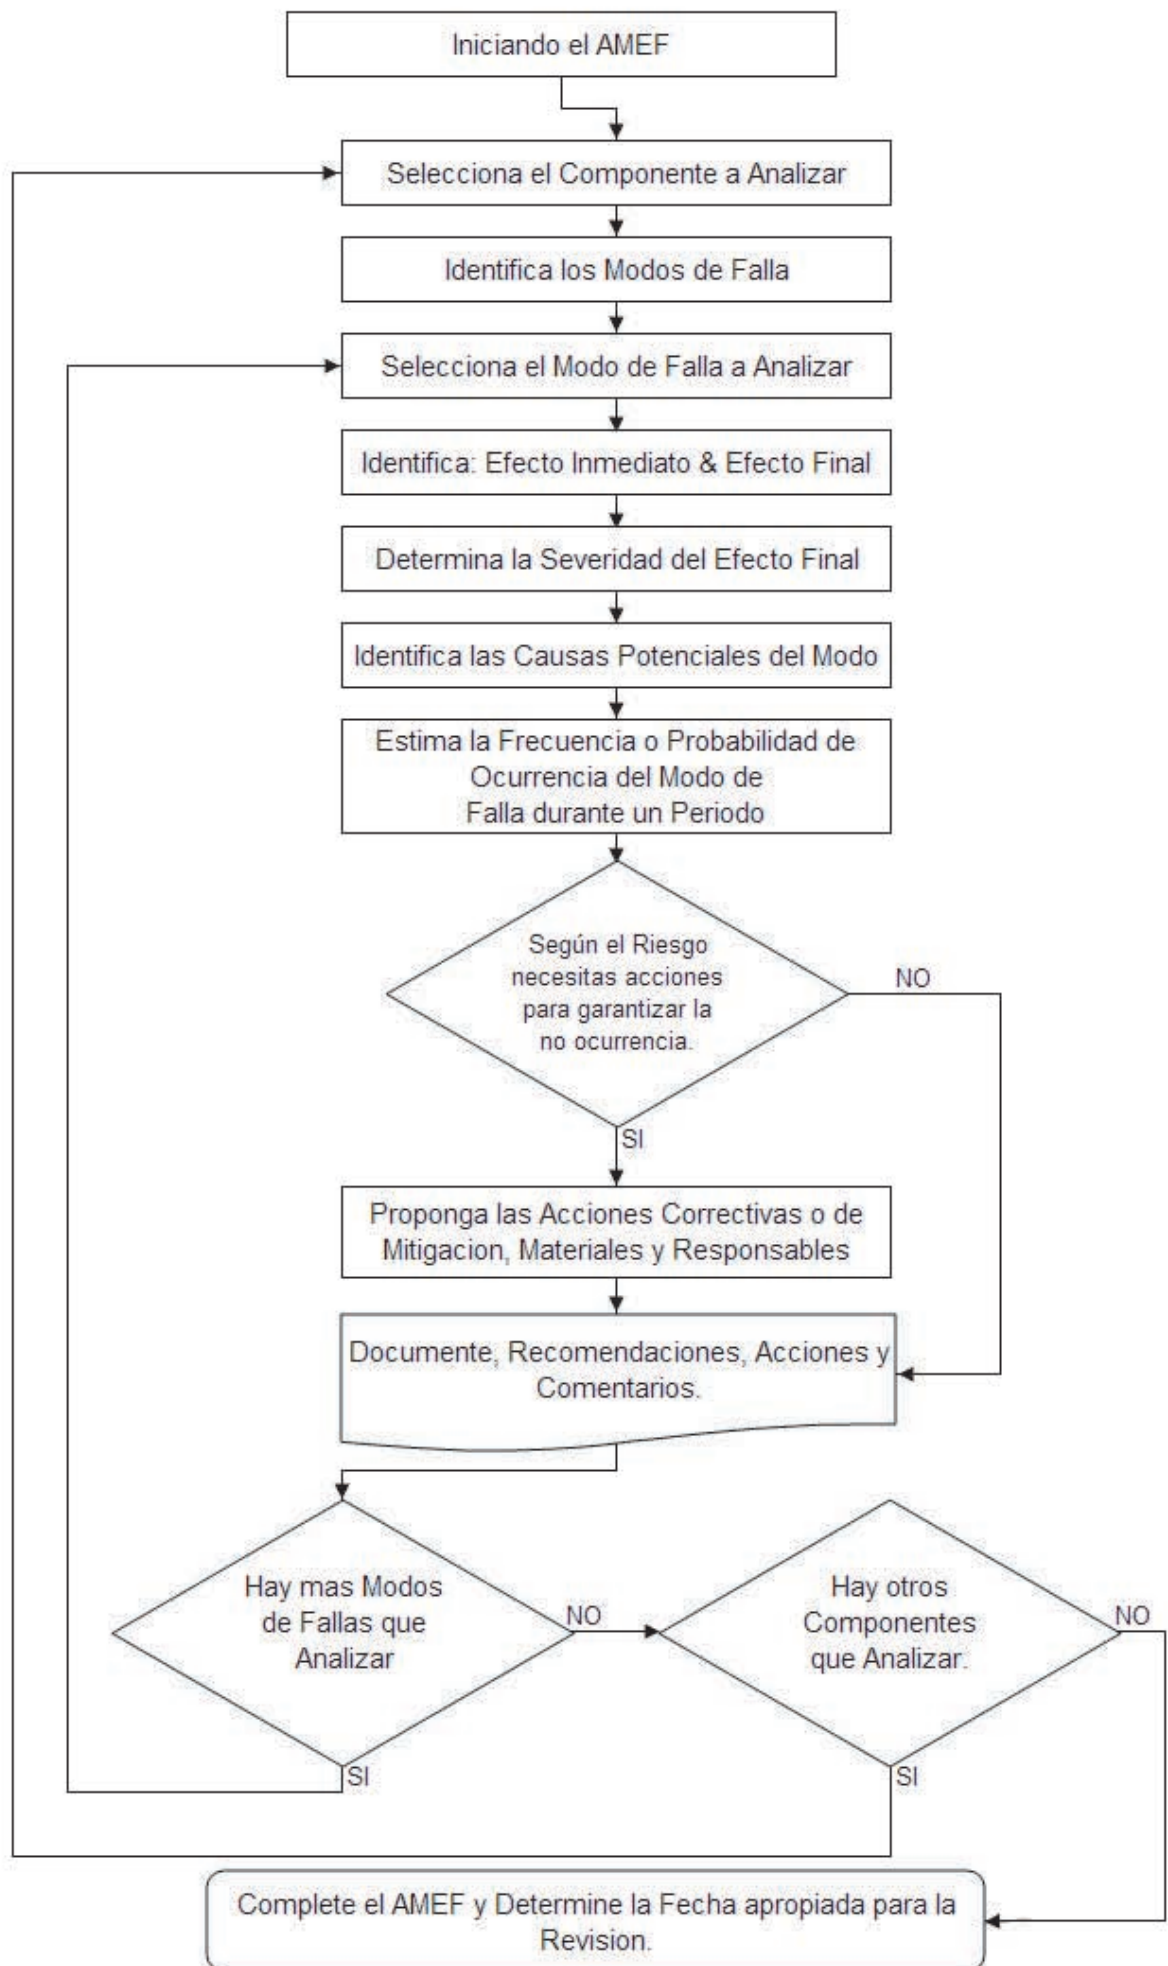 Iniciando el AMEF
Selecciona el Componente a Analizar
Identifica los Modos de Falla
Selecciona el Modo de Falla a Analizar
Identifica: Efecto Inmediato & Efecto Final
Determina la Severidad del Efecto Final
Identifica las Causas Potenciales del Modo
Estima la Frecuencia o Probabilidad de
Ocurrencia del Modo de
Falla durante un Periodo
Según el Riesgo
necesitas acciones
para garantizar la
no ocurrencia.
NO
SI
Proponga las Acciones Correctivas o de
Mitigacion, Materiales y Responsables
Documente, Recomendaciones, Acciones y
Comentarios.
Hay mas Modos
de Fallas que
Analizar
NO
SI
Hay otros
Componentes
que Analizar.
NO
SI
Complete el AMEF y Determine la Fecha apropiada para la
Revision.